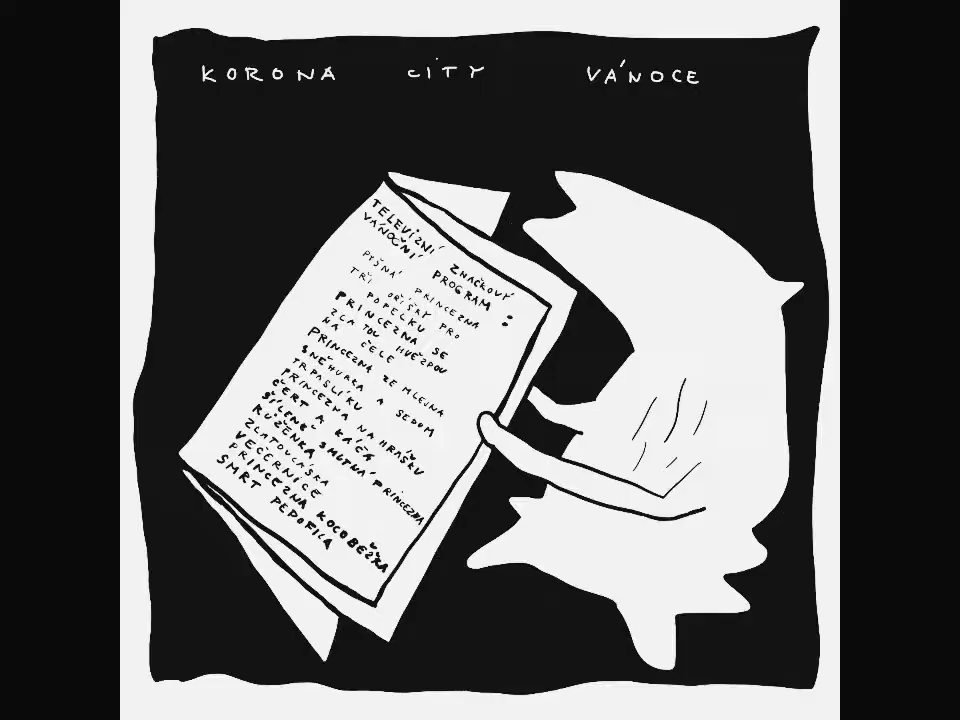 KORONA CITY VÁNOCE
TELEVIZNÍ ZNAČKOVÝ
VÁNOČNÍ PROGRAM :
PYŠNÁ PRINCEZNA
TŘI OŘÍŠKY PRO
POPELKU
PRINCEZNA SE
ZLATOU HVĚZDOU
NA ČELE
PRINCEZNA ZE MLEJNA
SNĚHURKA A SEDM
TRPASLÍKU
PRINCEZNA NA HRÁŠKU
ČERT A KÁČA
ŠÍLENĚ SMUTNÁ PRINCEZNA
RUŽENKA
ZLATOVLÁSKA
VEČERNICE
PRINCEZNA KOLOBĚŽKA
SMRT PEDOFILA